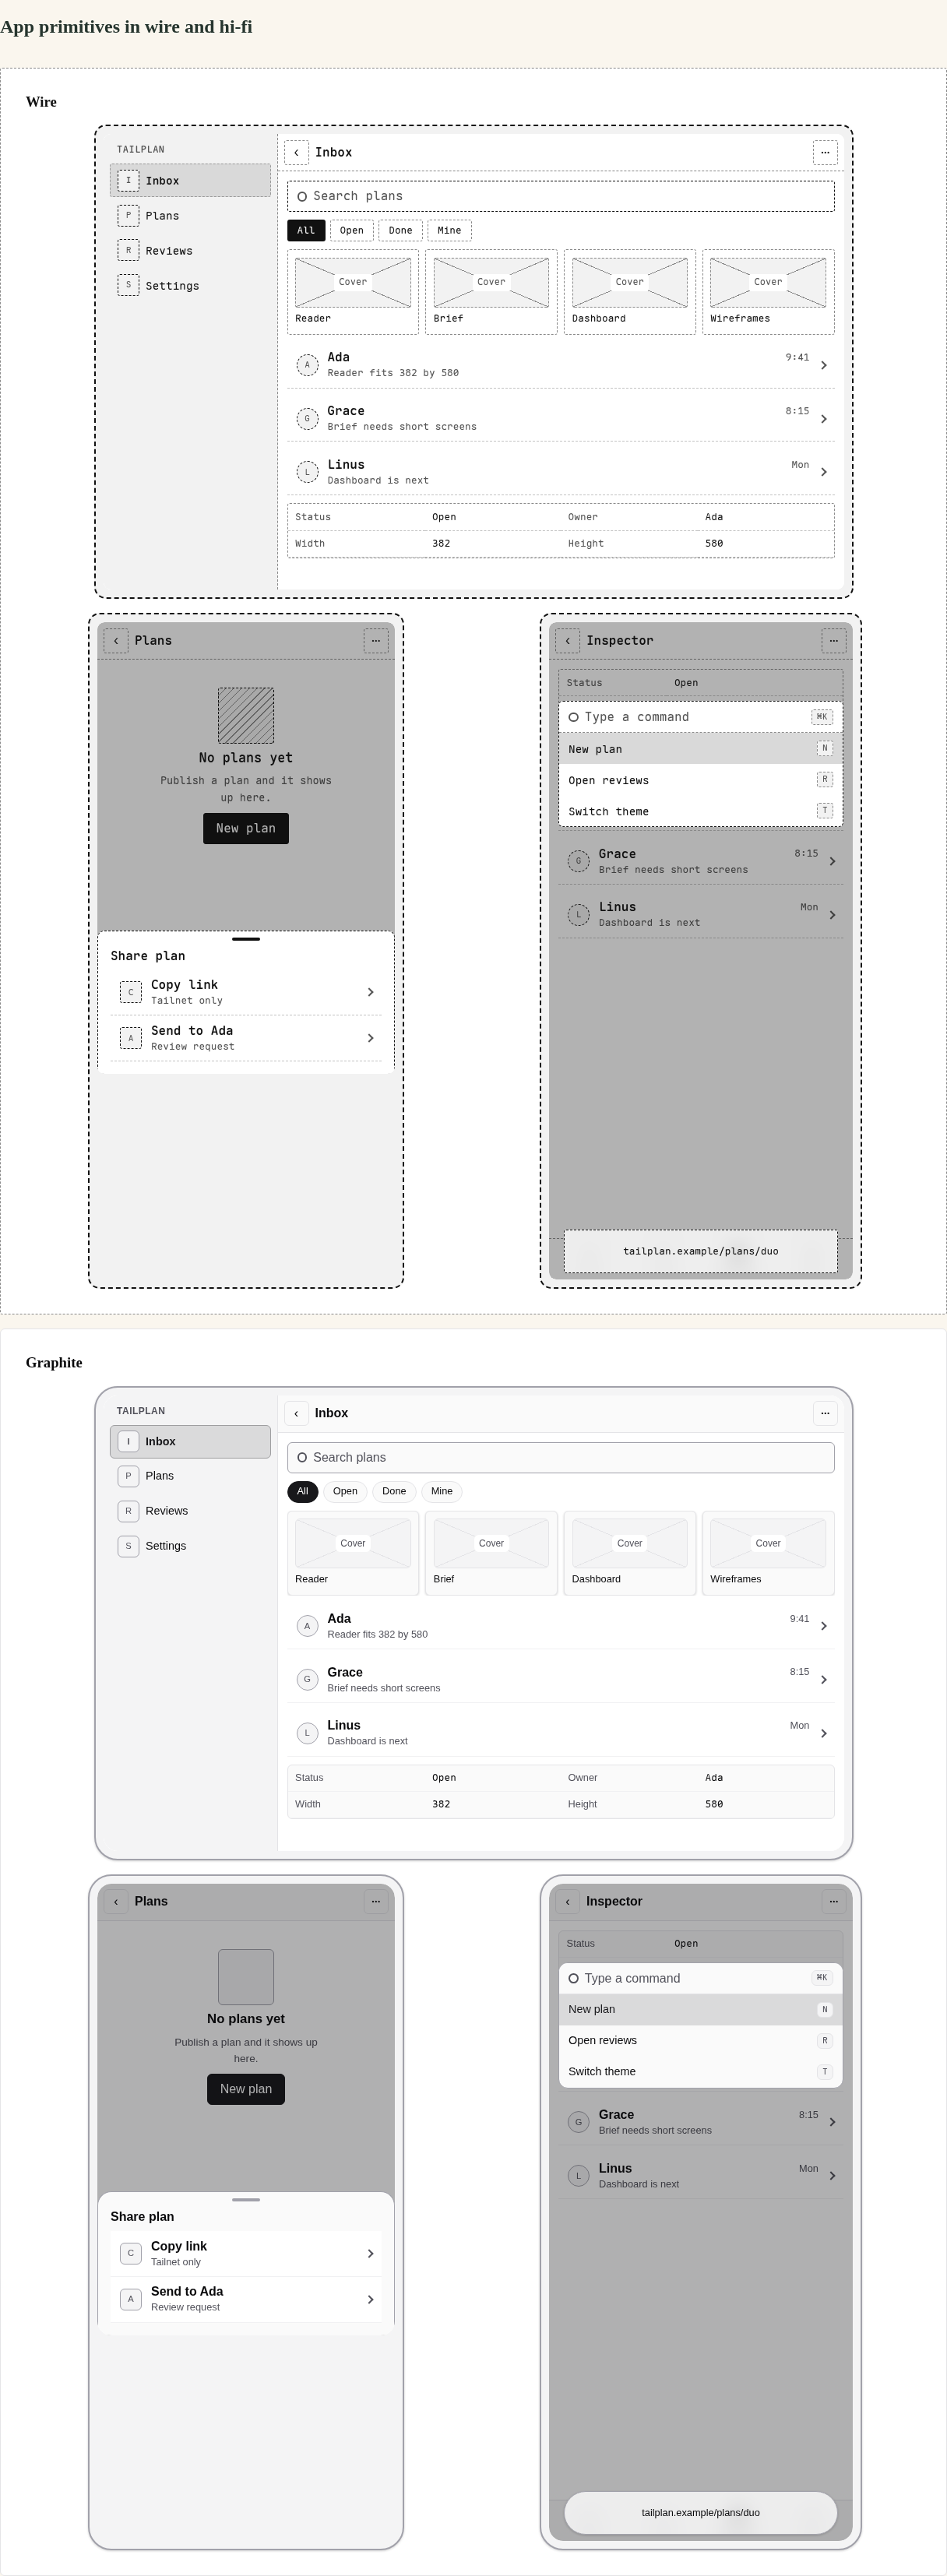 App primitives in wire and hi-fi
Wire
TAILPLAN
I Inbox
P Plans
R Reviews
S Settings
‹ Inbox ···
Search plans
All Open Done Mine
Cover Cover Cover Cover
Reader Brief Dashboard Wireframes
A Ada 9:41
Reader fits 382 by 580
G Grace 8:15
Brief needs short screens
L Linus Mon
Dashboard is next
Status Open Owner Ada
Width 382 Height 580
‹ Plans ···
No plans yet
Publish a plan and it shows
up here.
New plan
Share plan
C Copy link
Tailnet only
A Send to Ada
Review request
‹ Inspector ···
Status Open
Type a command ⌘K
New plan N
Open reviews R
Switch theme T
G Grace 8:15
Brief needs short screens
L Linus Mon
Dashboard is next
tailplan.example/plans/duo
Graphite
TAILPLAN
I Inbox
P Plans
R Reviews
S Settings
‹ Inbox ···
Search plans
All Open Done Mine
Cover Cover Cover Cover
Reader Brief Dashboard Wireframes
A Ada 9:41
Reader fits 382 by 580
G Grace 8:15
Brief needs short screens
L Linus Mon
Dashboard is next
Status Open Owner Ada
Width 382 Height 580
‹ Plans ···
No plans yet
Publish a plan and it shows up
here.
New plan
Share plan
C Copy link
Tailnet only
A Send to Ada
Review request
‹ Inspector ···
Status Open
Type a command ⌘K
New plan N
Open reviews R
Switch theme T
G Grace 8:15
Brief needs short screens
L Linus Mon
Dashboard is next
tailplan.example/plans/duo